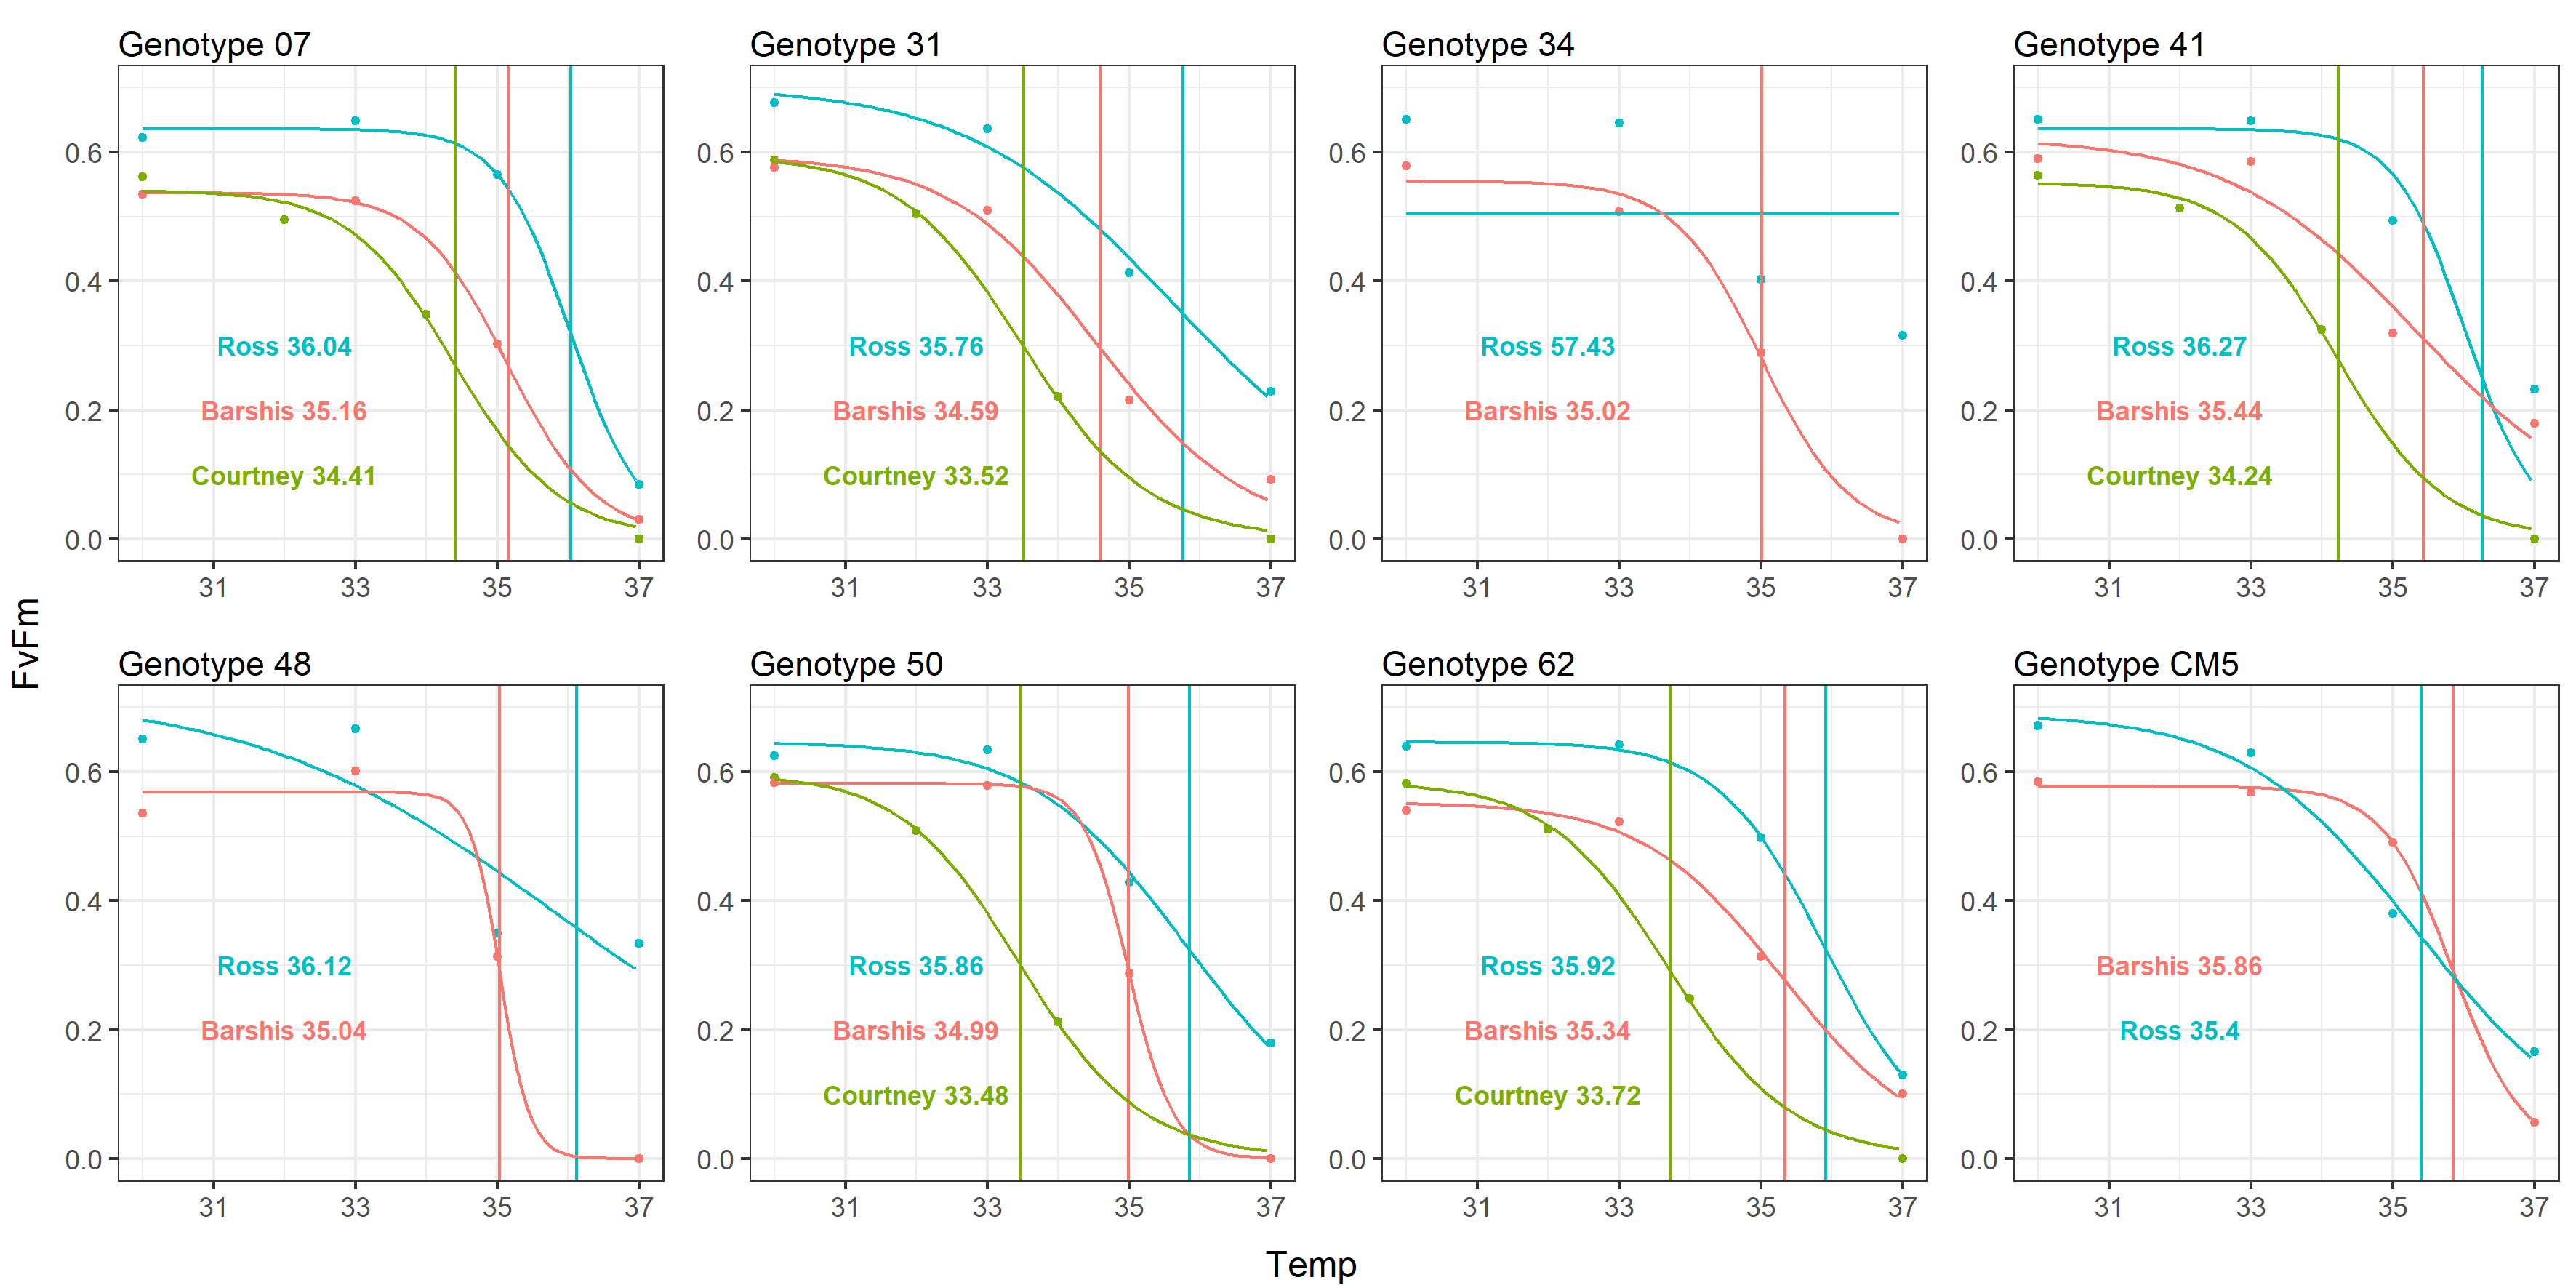 Genotype 07
Genotype 31
Genotype 34
Genotype 41
0.6
0.4
0.2
0.0
Ross 36.04
Barshis 35.16
Courtney 34.41
31
33
35
37
0.6
0.4
0.2
0.0
Ross 35.76
Barshis 34.59
Courtney 33.52
31
33
35
37
0.6
0.4
0.2
0.0
Ross 57.43
Barshis 35.02
31
33
35
37
0.6
0.4
0.2
0.0
Ross 36.27
Barshis 35.44
Courtney 34.24
31
33
35
37
FvFm
Genotype 48
Genotype 50
Genotype 62
Genotype CM5
0.6
0.4
0.2
0.0
Ross 36.12
Barshis 35.04
31
33
35
37
0.6
0.4
0.2
0.0
Ross 35.86
Barshis 34.99
Courtney 33.48
31
33
35
37
0.6
0.4
0.2
0.0
Ross 35.92
Barshis 35.34
Courtney 33.72
31
33
35
37
0.6
0.4
0.2
0.0
Barshis 35.86
Ross 35.4
31
33
35
37
Temp